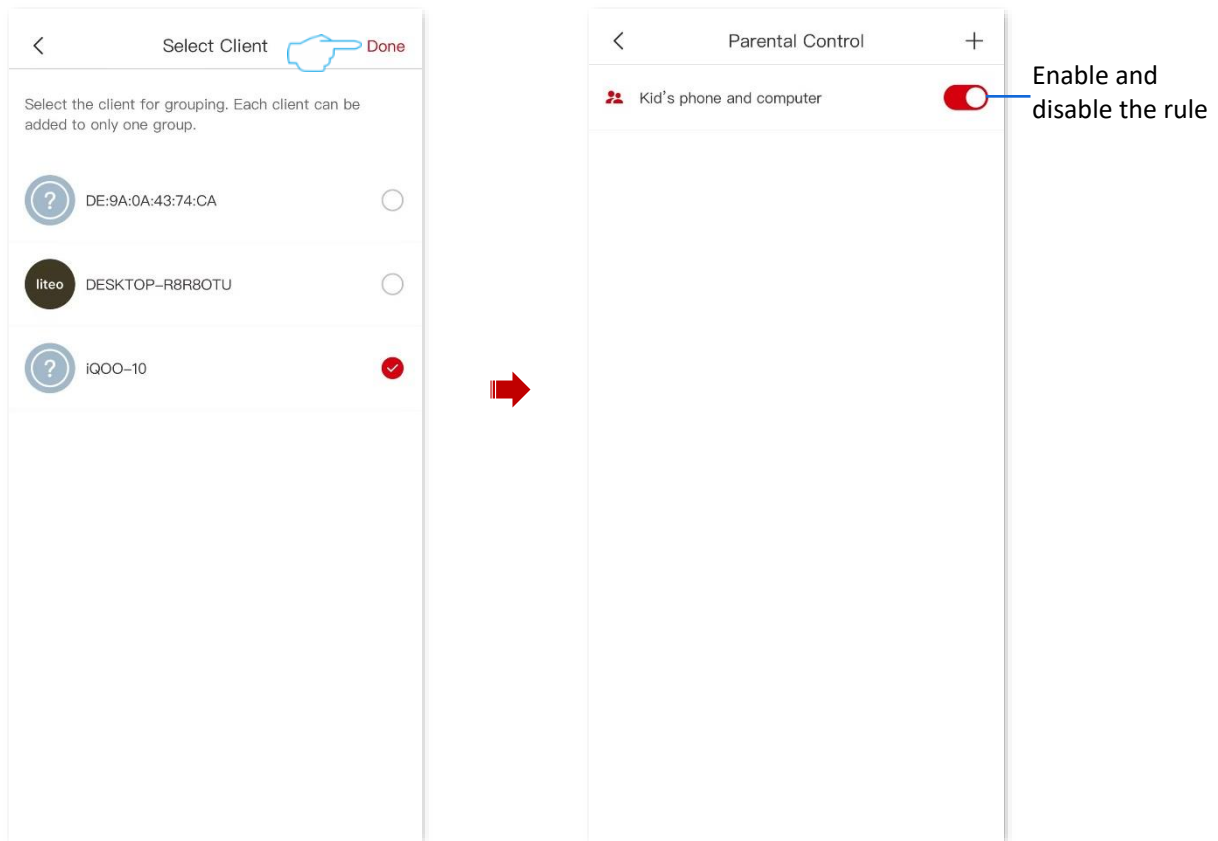 Select Client
Done
Select the client for grouping. Each client can be
added to only one group.
?
DE:9A:0A:43:74:CA
liteo
DESKTOP–R8R8OTU
?
iQOO–10
Parental Control
Kid's phone and computer
Enable and
disable the rule